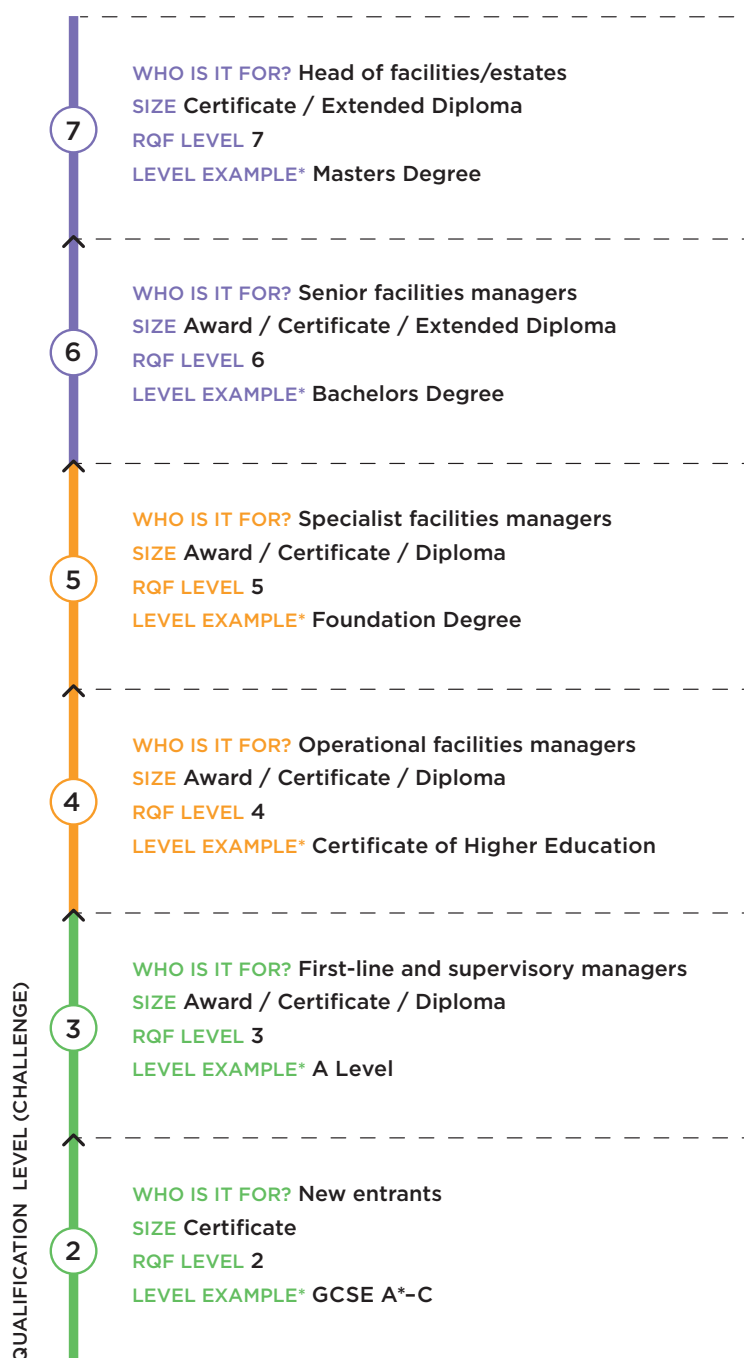 7
WHO IS IT FOR? Head of facilities/estates
SIZE Certificate / Extended Diploma
RQF LEVEL 7
LEVEL EXAMPLE* Masters Degree
6
WHO IS IT FOR? Senior facilities managers
SIZE Award / Certificate / Extended Diploma
RQF LEVEL 6
LEVEL EXAMPLE* Bachelors Degree
5
WHO IS IT FOR? Specialist facilities managers
SIZE Award / Certificate / Diploma
RQF LEVEL 5
LEVEL EXAMPLE* Foundation Degree
4
WHO IS IT FOR? Operational facilities managers
SIZE Award / Certificate / Diploma
RQF LEVEL 4
LEVEL EXAMPLE* Certificate of Higher Education
3
WHO IS IT FOR? First-line and supervisory managers
SIZE Award / Certificate / Diploma
RQF LEVEL 3
LEVEL EXAMPLE* A Level
2
WHO IS IT FOR? New entrants
SIZE Certificate
RQF LEVEL 2
LEVEL EXAMPLE* GCSE A*–C
QUALIFICATION LEVEL (CHALLENGE)